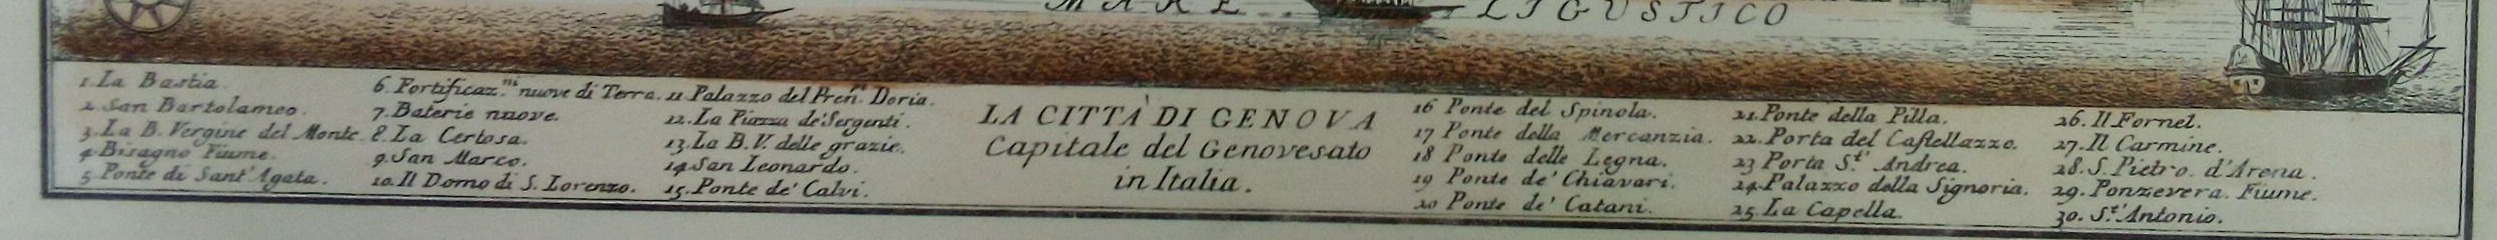 MARE LIGUSTICO
1. La Bastia.
2. San Bartolameo.
3. La B. Vergine del Monte.
4. Bisagno Fiume.
5. Ponte di Sant' Agata.
6. Fortificaz.ni nuove di Terra.
7. Baterie nuove.
8. La Certosa.
9. San Marco.
10. Il Domo di S. Lorenzo.
11. Palazzo del Pren.' Doria.
12. La Piazza de' Sergenti.
13. La B. V. delle grazie.
14. San Leonardo.
15. Ponte de' Calvi.
LA CITTÀ DI GENOVA
Capitale del Genovesato
in Italia.
16 Ponte del Spinola.
17 Ponte della Mercanzia.
18 Ponte delle Legna.
19 Ponte de' Chiavari.
20 Ponte de' Catani.
21. Ponte della Pilla.
22. Porta del Castellazzo.
23 Porta S.t' Andrea.
24. Palazzo della Signoria.
25. La Capella.
26. Il Fornel.
27. Il Carmine.
28. S. Pietro d'Arena.
29. Ponzevera. Fiume.
30. S.t' Antonio.